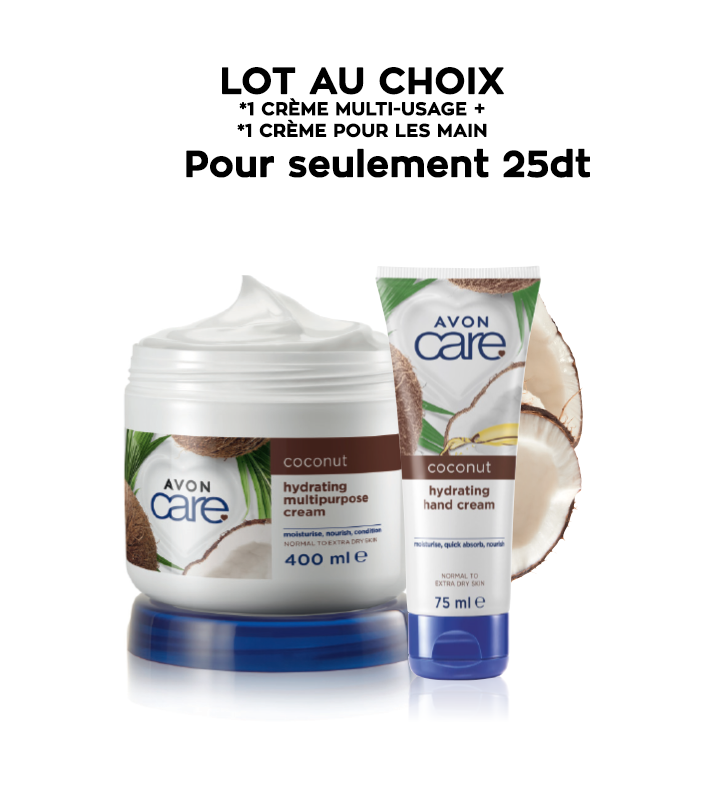 LOT AU CHOIX
*1 CRÈME MULTI-USAGE +
*1 CRÈME POUR LES MAIN
Pour seulement 25dt
AVON
care
coconut
hydrating
multipurpose
cream
moisturise, nourish, condition
NORMAL TO EXTRA DRY SKIN
400 ml e
AVON
care
coconut
hydrating
hand cream
moisturise, quick absorb, nourish
NORMAL TO
EXTRA DRY SKIN
75 ml e